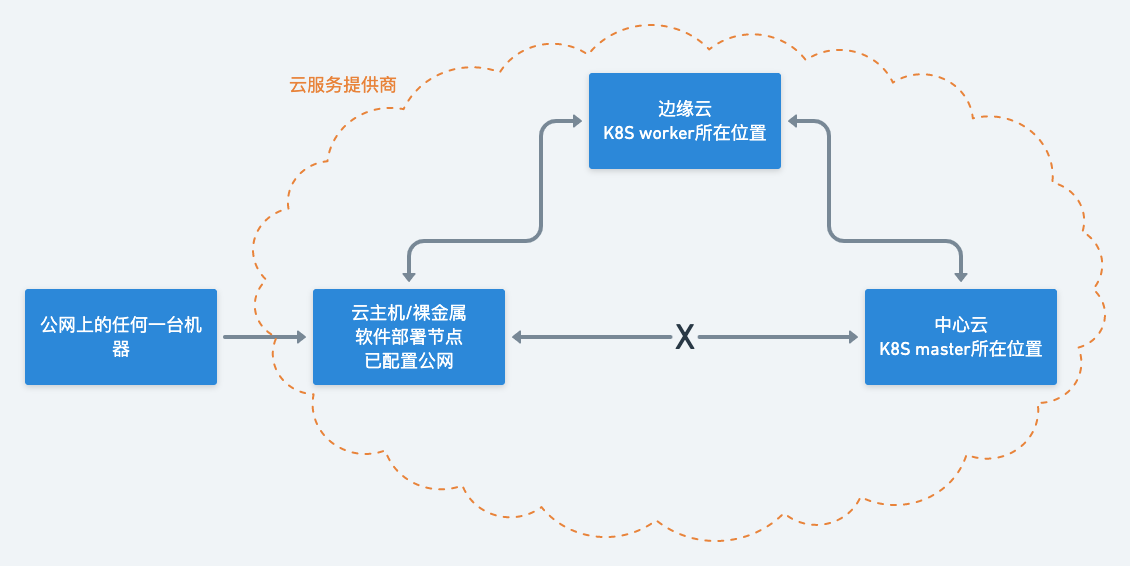 云服务提供商
边缘云
K8S worker所在位置
公网上的任何一台机
器
云主机/裸金属
软件部署节点
已配置公网
X
中心云
K8S master所在位置